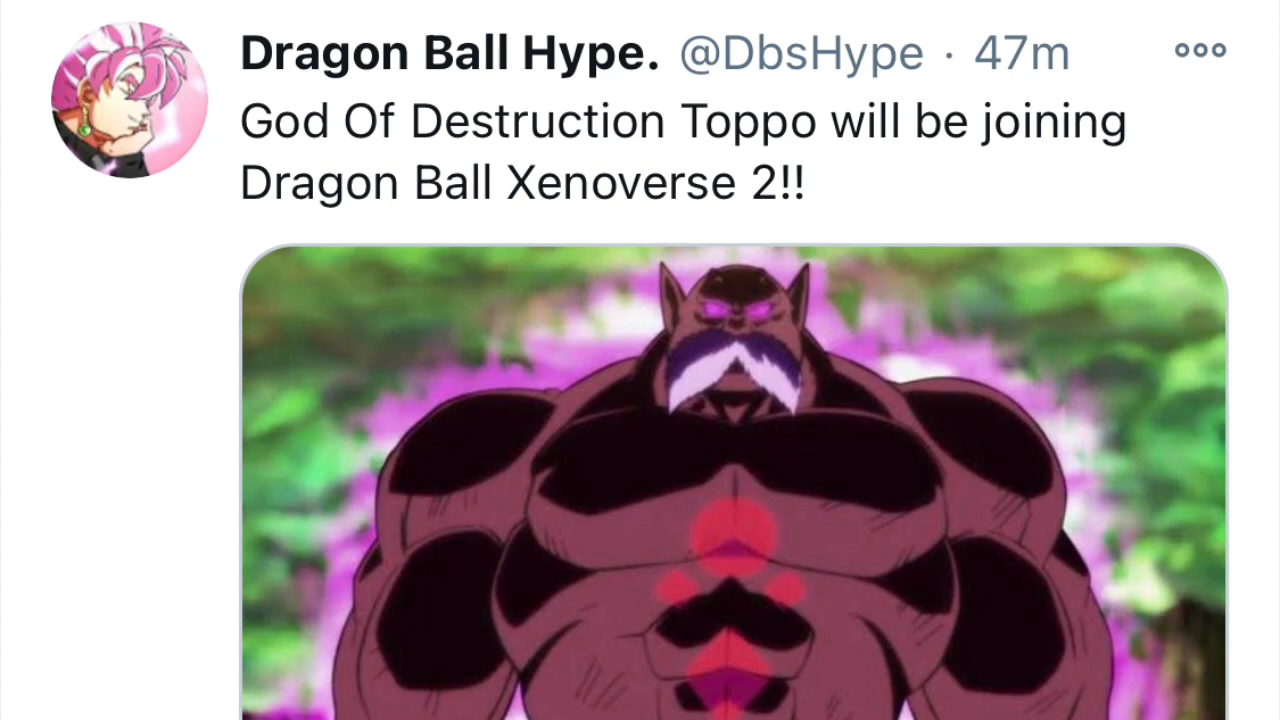 Dragon Ball Hype. @DbsHype · 47m
God Of Destruction Toppo will be joining
Dragon Ball Xenoverse 2!!